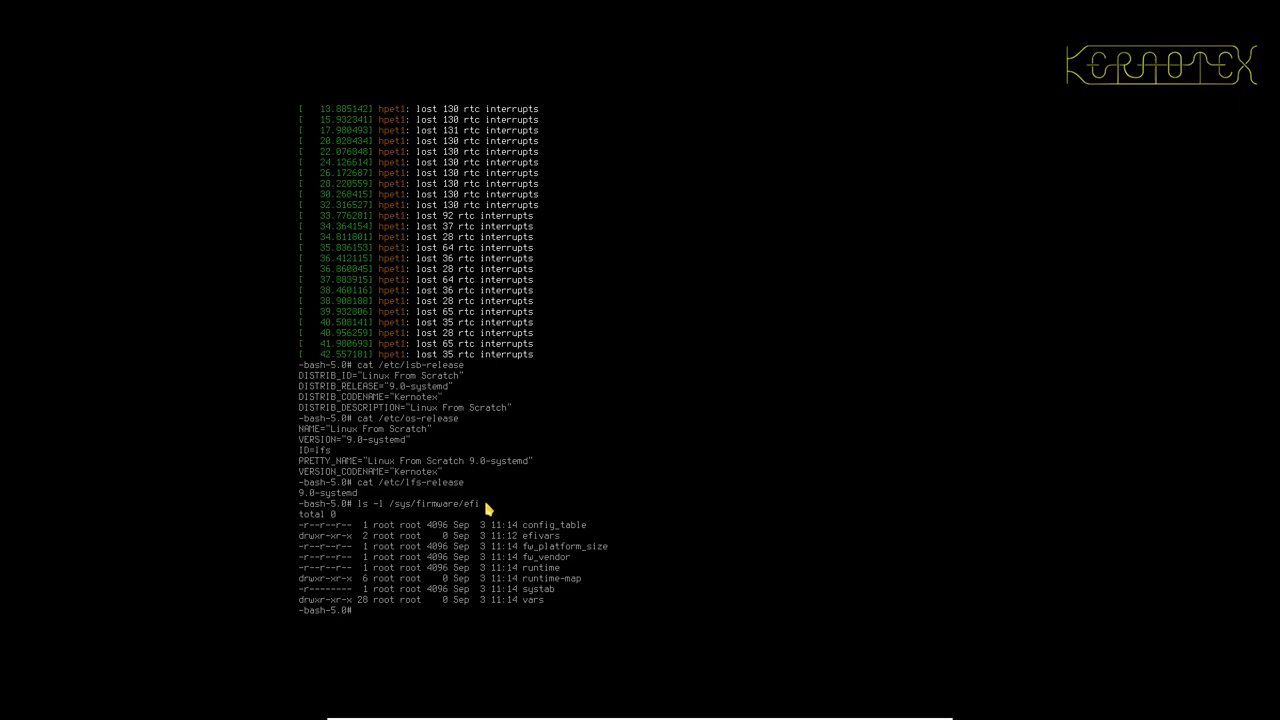 KERNOTEX
[   13.885142] hpet1: lost 130 rtc interrupts
[   15.932341] hpet1: lost 130 rtc interrupts
[   17.980493] hpet1: lost 131 rtc interrupts
[   20.028434] hpet1: lost 130 rtc interrupts
[   22.076848] hpet1: lost 130 rtc interrupts
[   24.126614] hpet1: lost 130 rtc interrupts
[   26.172687] hpet1: lost 130 rtc interrupts
[   28.220559] hpet1: lost 130 rtc interrupts
[   30.268415] hpet1: lost 130 rtc interrupts
[   32.316527] hpet1: lost 130 rtc interrupts
[   33.776281] hpet1: lost 92 rtc interrupts
[   34.364154] hpet1: lost 37 rtc interrupts
[   34.811801] hpet1: lost 28 rtc interrupts
[   35.836153] hpet1: lost 64 rtc interrupts
[   36.412115] hpet1: lost 36 rtc interrupts
[   36.860045] hpet1: lost 28 rtc interrupts
[   37.883915] hpet1: lost 64 rtc interrupts
[   38.460116] hpet1: lost 36 rtc interrupts
[   38.908188] hpet1: lost 28 rtc interrupts
[   39.932806] hpet1: lost 65 rtc interrupts
[   40.508141] hpet1: lost 35 rtc interrupts
[   40.956259] hpet1: lost 28 rtc interrupts
[   41.980693] hpet1: lost 65 rtc interrupts
[   42.557181] hpet1: lost 35 rtc interrupts
-bash-5.0# cat /etc/lsb-release
DISTRIB_ID="Linux From Scratch"
DISTRIB_RELEASE="9.0-systemd"
DISTRIB_CODENAME="Kernotex"
DISTRIB_DESCRIPTION="Linux From Scratch"
-bash-5.0# cat /etc/os-release
NAME="Linux From Scratch"
VERSION="9.0-systemd"
ID=lfs
PRETTY_NAME="Linux From Scratch 9.0-systemd"
VERSION_CODENAME="Kernotex"
-bash-5.0# cat /etc/lfs-release
9.0-systemd
-bash-5.0# ls -l /sys/firmware/efi
total 0
-r--r--r--  1 root root 4096 Sep  3 11:14 config_table
drwxr-xr-x  2 root root    0 Sep  3 11:12 efivars
-r--r--r--  1 root root 4096 Sep  3 11:14 fw_platform_size
-r--r--r--  1 root root 4096 Sep  3 11:14 fw_vendor
-r--r--r--  1 root root 4096 Sep  3 11:14 runtime
drwxr-xr-x  6 root root    0 Sep  3 11:14 runtime-map
-r--------  1 root root 4096 Sep  3 11:14 systab
drwxr-xr-x 28 root root    0 Sep  3 11:14 vars
-bash-5.0#